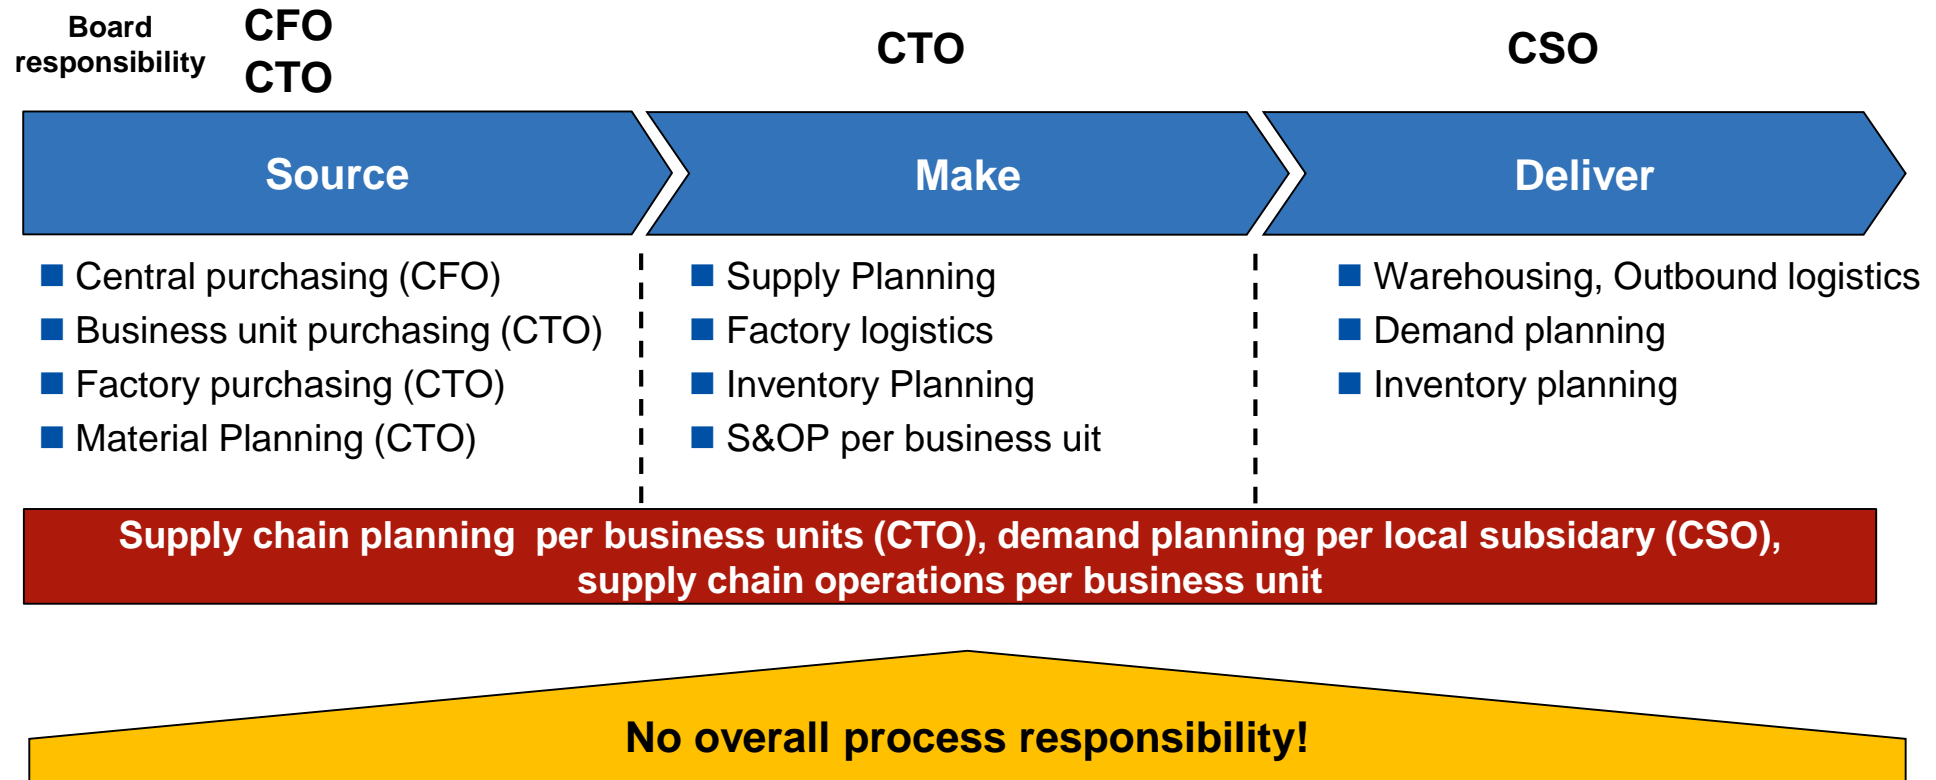 Board
responsibility
CFO
CTO
CTO
CSO
Source
Make
Deliver
Central purchasing (CFO)
Business unit purchasing (CTO)
Factory purchasing (CTO)
Material Planning (CTO)
Supply Planning
Factory logistics
Inventory Planning
S&OP per business uit
Warehousing, Outbound logistics
Demand planning
Inventory planning
Supply chain planning  per business units (CTO), demand planning per local subsidary (CSO),
supply chain operations per business unit
No overall process responsibility!